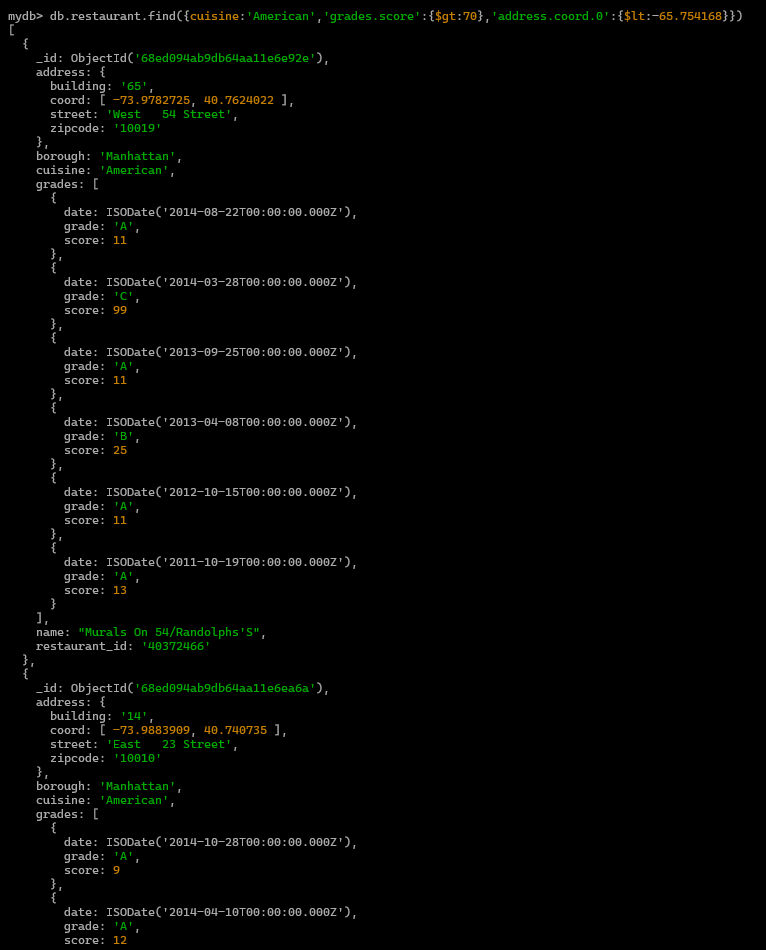 mydb> db.restaurant.find({cuisine:'American','grades.score':{$gt:70},'address.coord.0':{$lt:-65.754168}})
[
  {
    _id: ObjectId('68ed094ab9db64aa11e6e92e'),
    address: {
      building: '65',
      coord: [ -73.9782725, 40.7624022 ],
      street: 'West   54 Street',
      zipcode: '10019'
    },
    borough: 'Manhattan',
    cuisine: 'American',
    grades: [
      {
        date: ISODate('2014-08-22T00:00:00.000Z'),
        grade: 'A',
        score: 11
      },
      {
        date: ISODate('2014-03-28T00:00:00.000Z'),
        grade: 'C',
        score: 99
      },
      {
        date: ISODate('2013-09-25T00:00:00.000Z'),
        grade: 'A',
        score: 11
      },
      {
        date: ISODate('2013-04-08T00:00:00.000Z'),
        grade: 'B',
        score: 25
      },
      {
        date: ISODate('2012-10-15T00:00:00.000Z'),
        grade: 'A',
        score: 11
      },
      {
        date: ISODate('2011-10-19T00:00:00.000Z'),
        grade: 'A',
        score: 13
      }
    ],
    name: "Murals On 54/Randolphs'S",
    restaurant_id: '40372466'
  },
  {
    _id: ObjectId('68ed094ab9db64aa11e6ea6a'),
    address: {
      building: '14',
      coord: [ -73.9883909, 40.740735 ],
      street: 'East   23 Street',
      zipcode: '10010'
    },
    borough: 'Manhattan',
    cuisine: 'American',
    grades: [
      {
        date: ISODate('2014-10-28T00:00:00.000Z'),
        grade: 'A',
        score: 9
      },
      {
        date: ISODate('2014-04-10T00:00:00.000Z'),
        grade: 'A',
        score: 12